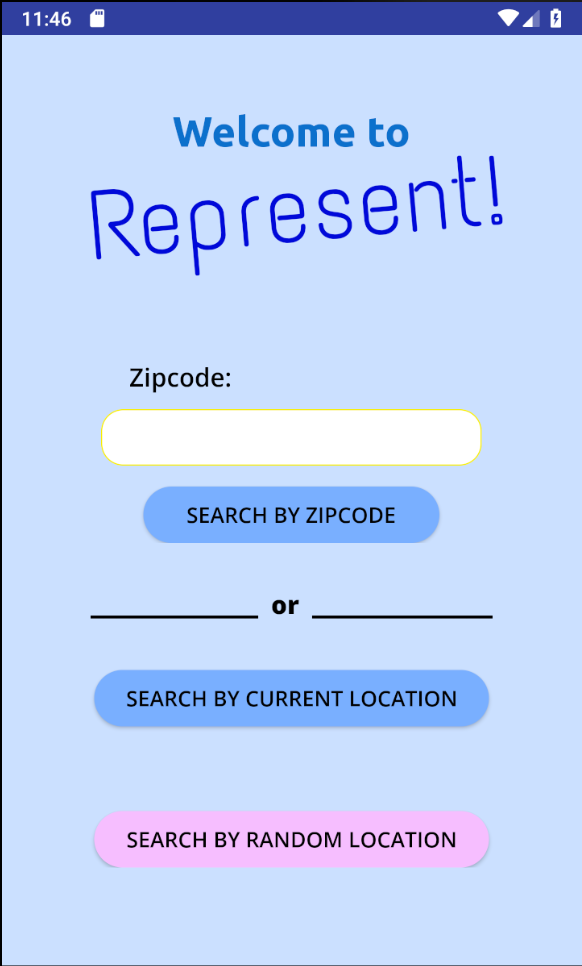 11:46
Welcome to
Represent!
Zipcode:
SEARCH BY ZIPCODE
or
SEARCH BY CURRENT LOCATION
SEARCH BY RANDOM LOCATION